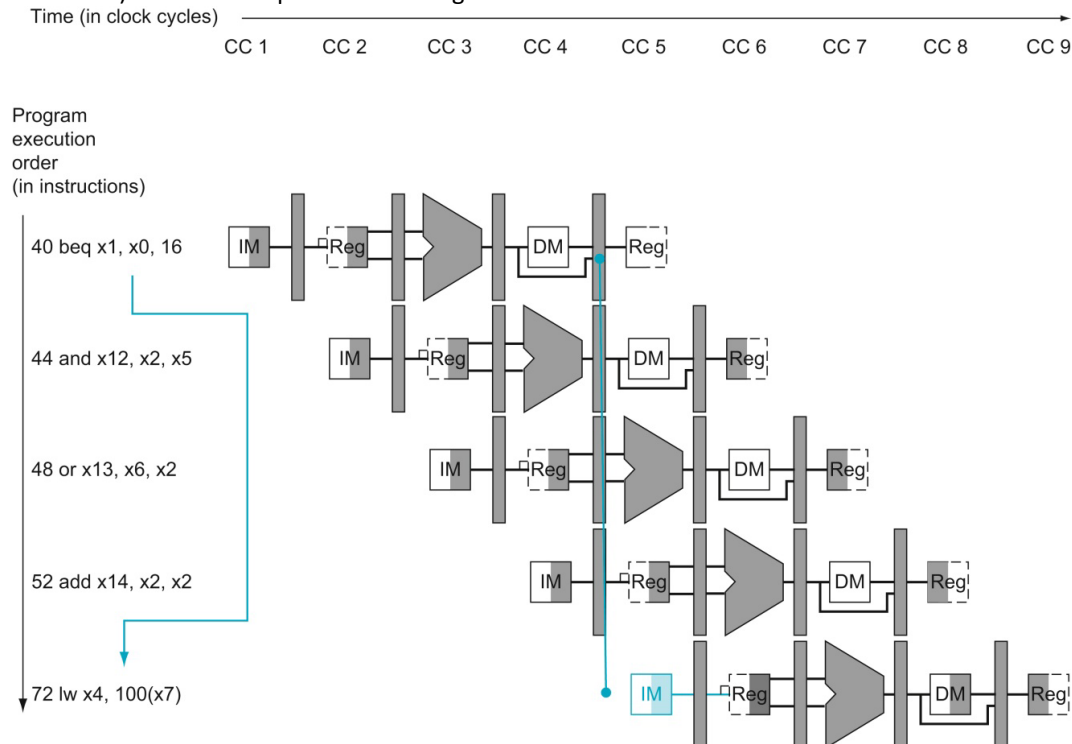 Time (in clock cycles)
CC 1 CC 2 CC 3 CC 4 CC 5 CC 6 CC 7 CC 8 CC 9
Program
execution
order
(in instructions)
40 beq x1, x0, 16 IM Reg DM Reg
44 and x12, x2, x5 IM Reg DM Reg
48 or x13, x6, x2 IM Reg DM Reg
52 add x14, x2, x2 IM Reg DM Reg
72 lw x4, 100(x7) IM Reg DM Reg